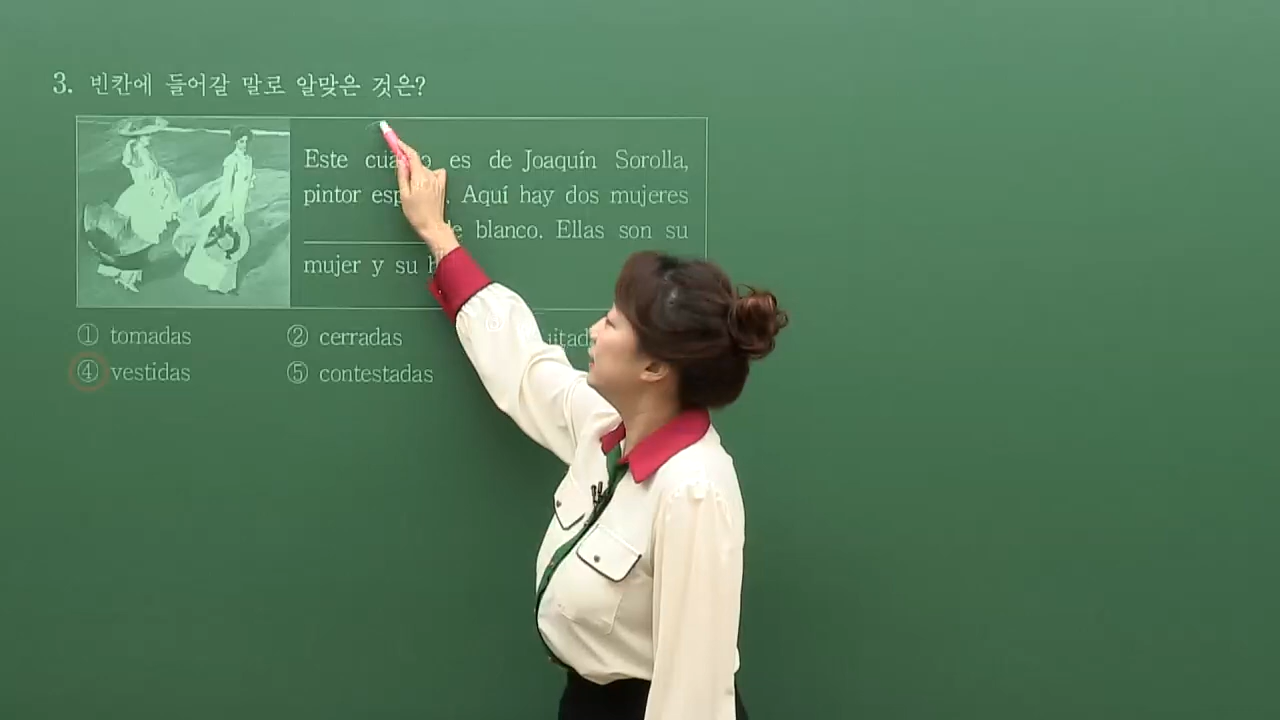 3. 빈칸에 들어갈 말로 알맞은 것은?
Este es de Joaquín Sorolla,
pintor Aquí hay dos mujeres
blanco. Ellas son su
mujer y su
① tomadas ② cerradas
④ vestidas ⑤ contestadas